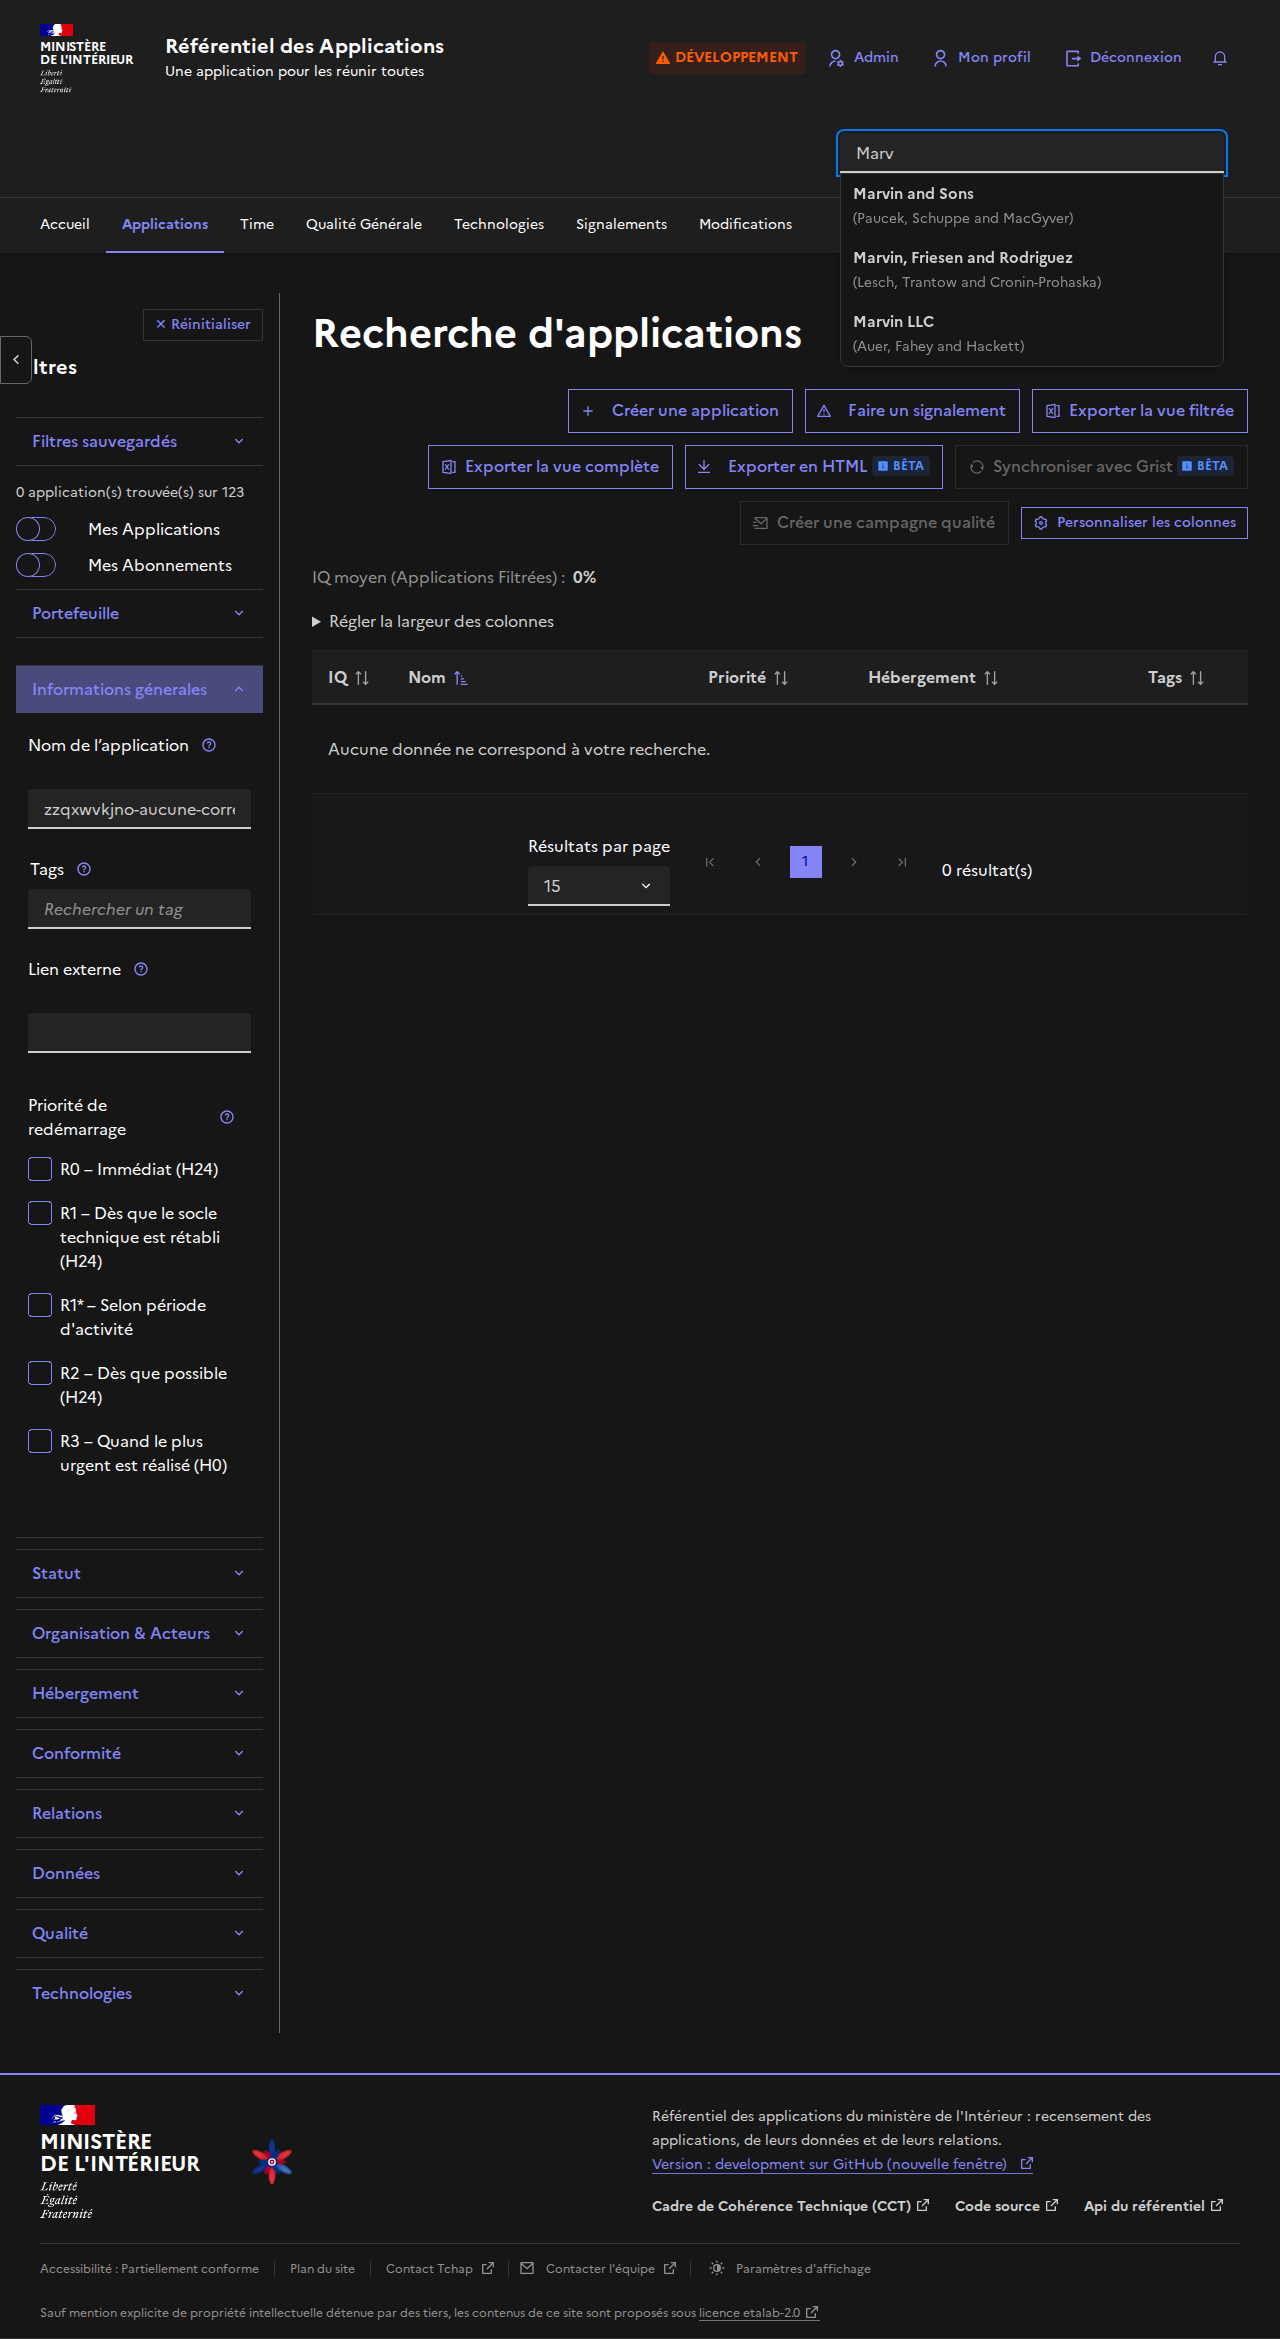 MINISTÈRE
DE L'INTÉRIEUR
Liberté
Égalité
Fraternité
Référentiel des Applications
Une application pour les réunir toutes
DÉVELOPPEMENT
Admin
Mon profil
Déconnexion
Marv
Marvin and Sons
(Paucek, Schuppe and MacGyver)
Marvin, Friesen and Rodriguez
(Lesch, Trantow and Cronin-Prohaska)
Marvin LLC
(Auer, Fahey and Hackett)
Accueil
Applications
Time
Qualité Générale
Technologies
Signalements
Modifications
Réinitialiser
ltres
Filtres sauvegardés
0 application(s) trouvée(s) sur 123
Mes Applications
Mes Abonnements
Portefeuille
Informations génerales
Nom de l’application
zzqxwvkjno-aucune-corre
Tags
Rechercher un tag
Lien externe
Priorité de
redémarrage
R0 – Immédiat (H24)
R1 – Dès que le socle
technique est rétabli
(H24)
R1* – Selon période
d'activité
R2 – Dès que possible
(H24)
R3 – Quand le plus
urgent est réalisé (H0)
Statut
Organisation & Acteurs
Hébergement
Conformité
Relations
Données
Qualité
Technologies
Recherche d'applications
Créer une application
Faire un signalement
Exporter la vue filtrée
Exporter la vue complète
Exporter en HTML BÊTA
Synchroniser avec Grist BÊTA
Créer une campagne qualité
Personnaliser les colonnes
IQ moyen (Applications Filtrées) : 0%
Régler la largeur des colonnes
IQ
Nom
Priorité
Hébergement
Tags
Aucune donnée ne correspond à votre recherche.
Résultats par page
15
1
0 résultat(s)
MINISTÈRE
DE L'INTÉRIEUR
Liberté
Égalité
Fraternité
Référentiel des applications du ministère de l'Intérieur : recensement des
applications, de leurs données et de leurs relations.
Version : development sur GitHub (nouvelle fenêtre)
Cadre de Cohérence Technique (CCT)
Code source
Api du référentiel
Accessibilité : Partiellement conforme
Plan du site
Contact Tchap
Contacter l'équipe
Paramètres d'affichage
Sauf mention explicite de propriété intellectuelle détenue par des tiers, les contenus de ce site sont proposés sous licence etalab-2.0